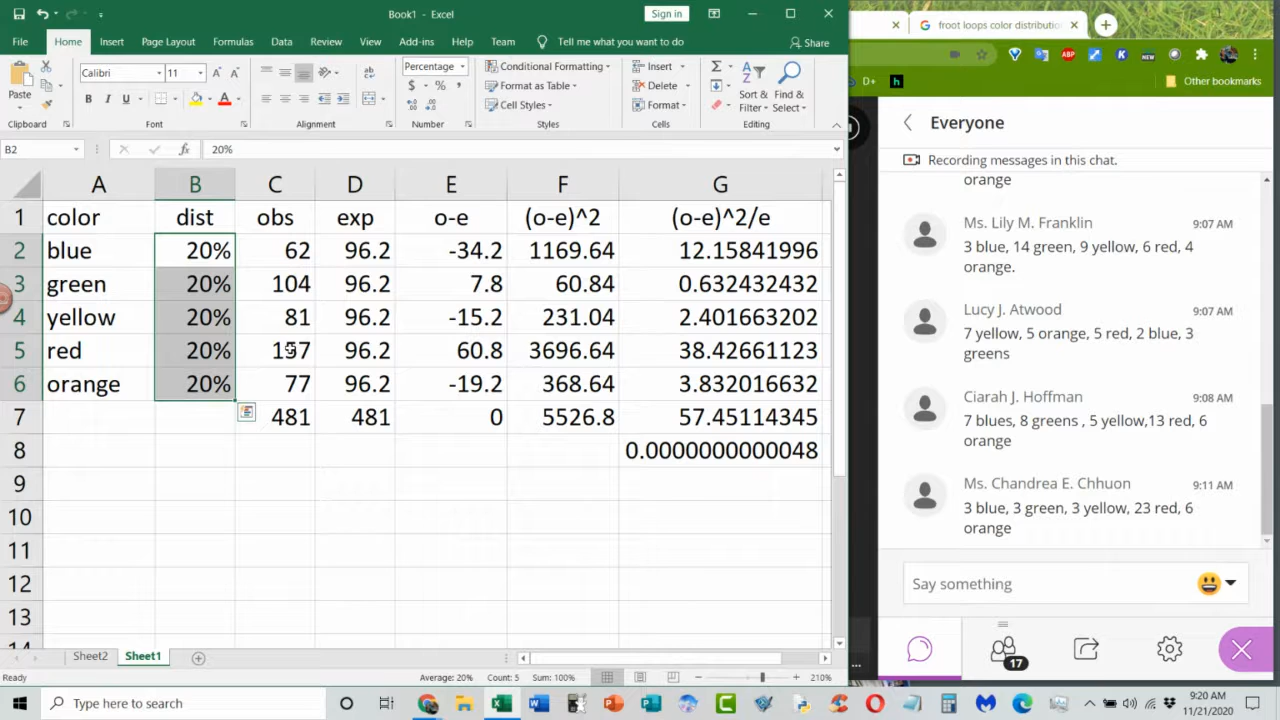 Book1 - Excel
Sign in
froot loops color distributio
File Home Insert Page Layout Formulas Data Review View Add-ins Help Team Tell me what you want to do Share
Paste
Calibri 11
B I U
Percentage
$ % ,
Conditional Formatting
Format as Table
Cell Styles
Insert
Delete
Format
Sort & Filter
Find & Select
Clipboard Font Alignment Number Styles Cells Editing
B2 fx 20%
A B C D E F G
1 color dist obs exp o-e (o-e)^2 (o-e)^2/e
2 blue 20% 62 96.2 -34.2 1169.64 12.15841996
3 green 20% 104 96.2 7.8 60.84 0.632432432
4 yellow 20% 81 96.2 -15.2 231.04 2.401663202
5 red 20% 157 96.2 60.8 3696.64 38.42661123
6 orange 20% 77 96.2 -19.2 368.64 3.832016632
7 481 481 0 5526.8 57.45114345
8 0.0000000000048
9
10
11
12
13
14
Sheet2 Sheet1
Ready Average: 20% Count: 5 Sum: 100% 210%
D+ h Other bookmarks
ABP
NEW
Everyone
Recording messages in this chat.
orange
Ms. Lily M. Franklin 9:07 AM
3 blue, 14 green, 9 yellow, 6 red, 4
orange.
Lucy J. Atwood 9:07 AM
7 yellow, 5 orange, 5 red, 2 blue, 3
greens
Ciarah J. Hoffman 9:08 AM
7 blues, 8 greens , 5 yellow,13 red, 6
orange
Ms. Chandrea E. Chhuon 9:11 AM
3 blue, 3 green, 3 yellow, 23 red, 6
orange
Say something
17
Type here to search
9:20 AM
11/21/2020